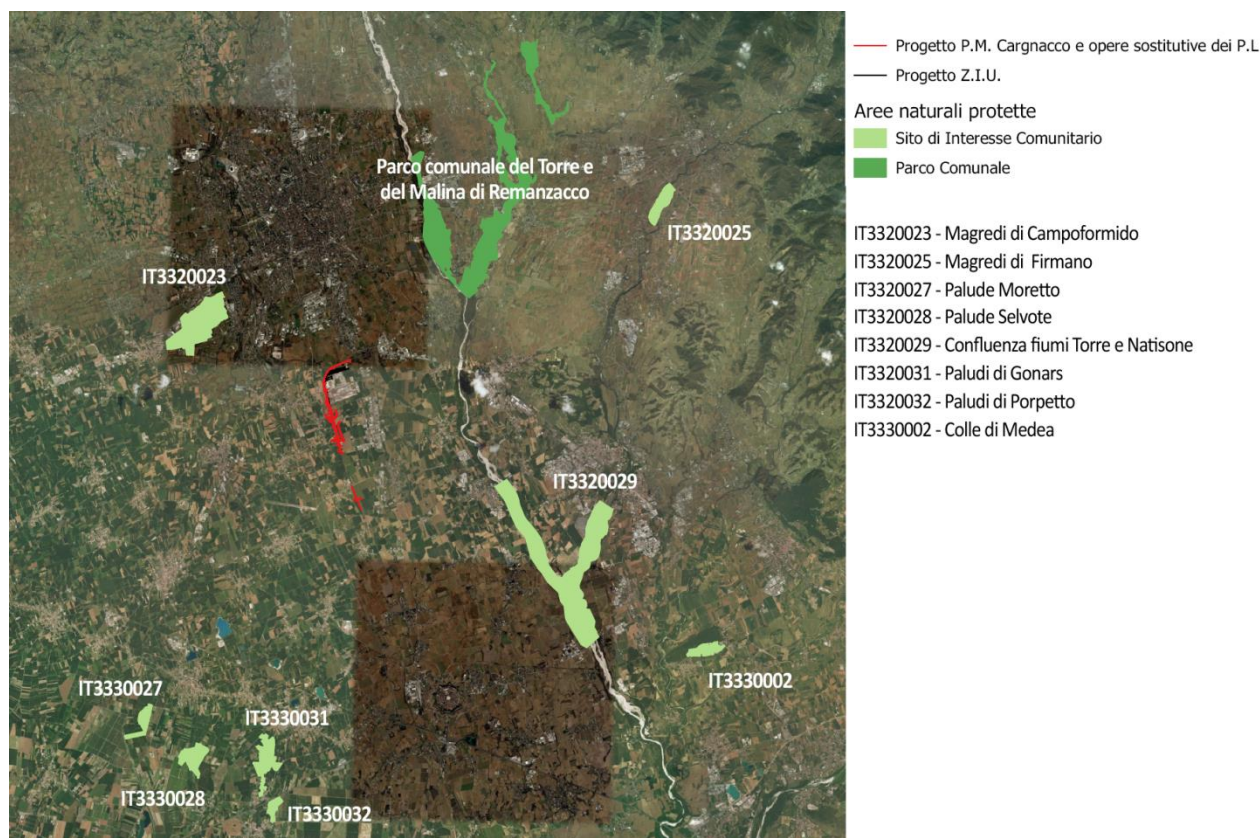 Progetto P.M. Cargnacco e opere sostitutive dei P.L
Progetto Z.I.U.
Aree naturali protette
Sito di Interesse Comunitario
Parco Comunale
IT3320023 - Magredi di Campoformido
IT3320025 - Magredi di Firmano
IT3320027 - Palude Moretto
IT3320028 - Palude Selvote
IT3320029 - Confluenza fiumi Torre e Natisone
IT3320031 - Paludi di Gonars
IT3320032 - Paludi di Porpetto
IT3330002 - Colle di Medea
Parco comunale del Torre e
del Malina di Remanzacco
IT3320025
IT3320023
IT3320029
IT3330002
IT3330027
IT3330031
IT3330028
IT3330032